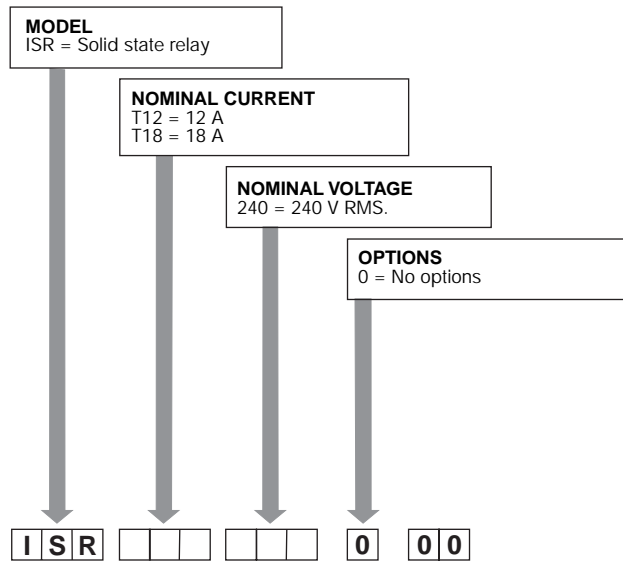 MODEL
ISR = Solid state relay
NOMINAL CURRENT
T12 = 12 A
T18 = 18 A
NOMINAL VOLTAGE
240 = 240 V RMS.
OPTIONS
0 = No options
I S R 0 0 0